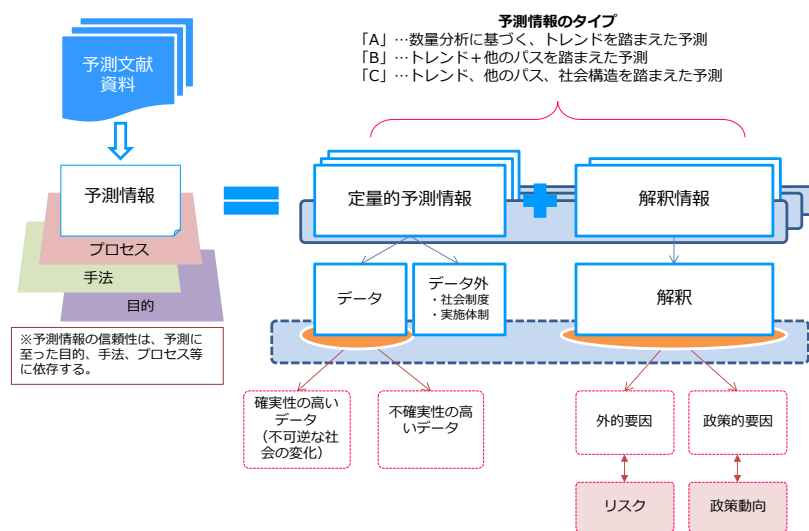 予測情報のタイプ
「A」…数量分析に基づく、トレンドを踏まえた予測
「B」…トレンド＋他のパスを踏まえた予測
「C」…トレンド、他のパス、社会構造を踏まえた予測
予測文献
資料
予測情報
プロセス
手法
目的
※予測情報の信頼性は、予測に
至った目的、手法、プロセス等
に依存する。
定量的予測情報
解釈情報
データ
データ外
・社会制度
・実施体制
解釈
確実性の高い
データ
（不可逆な社
会の変化）
不確実性の高
いデータ
外的要因
政策的要因
リスク
政策動向